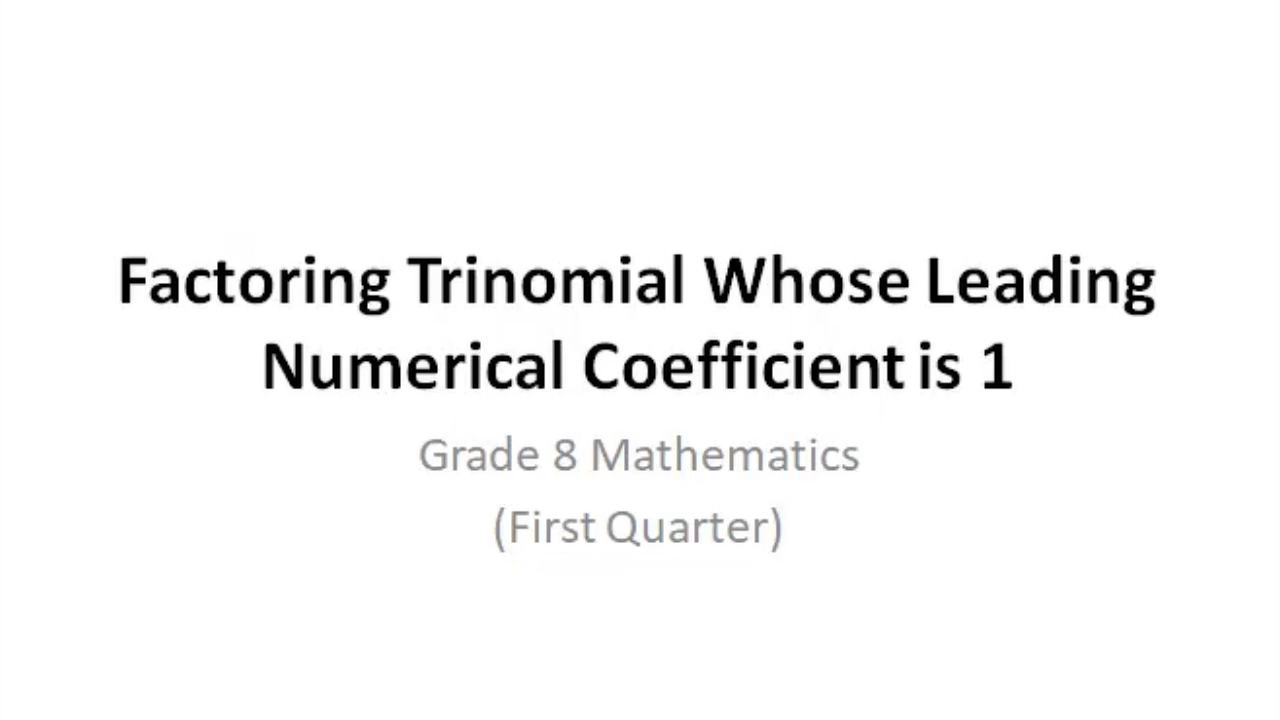 Factoring Trinomial Whose Leading
Numerical Coefficient is 1
Grade 8 Mathematics
(First Quarter)